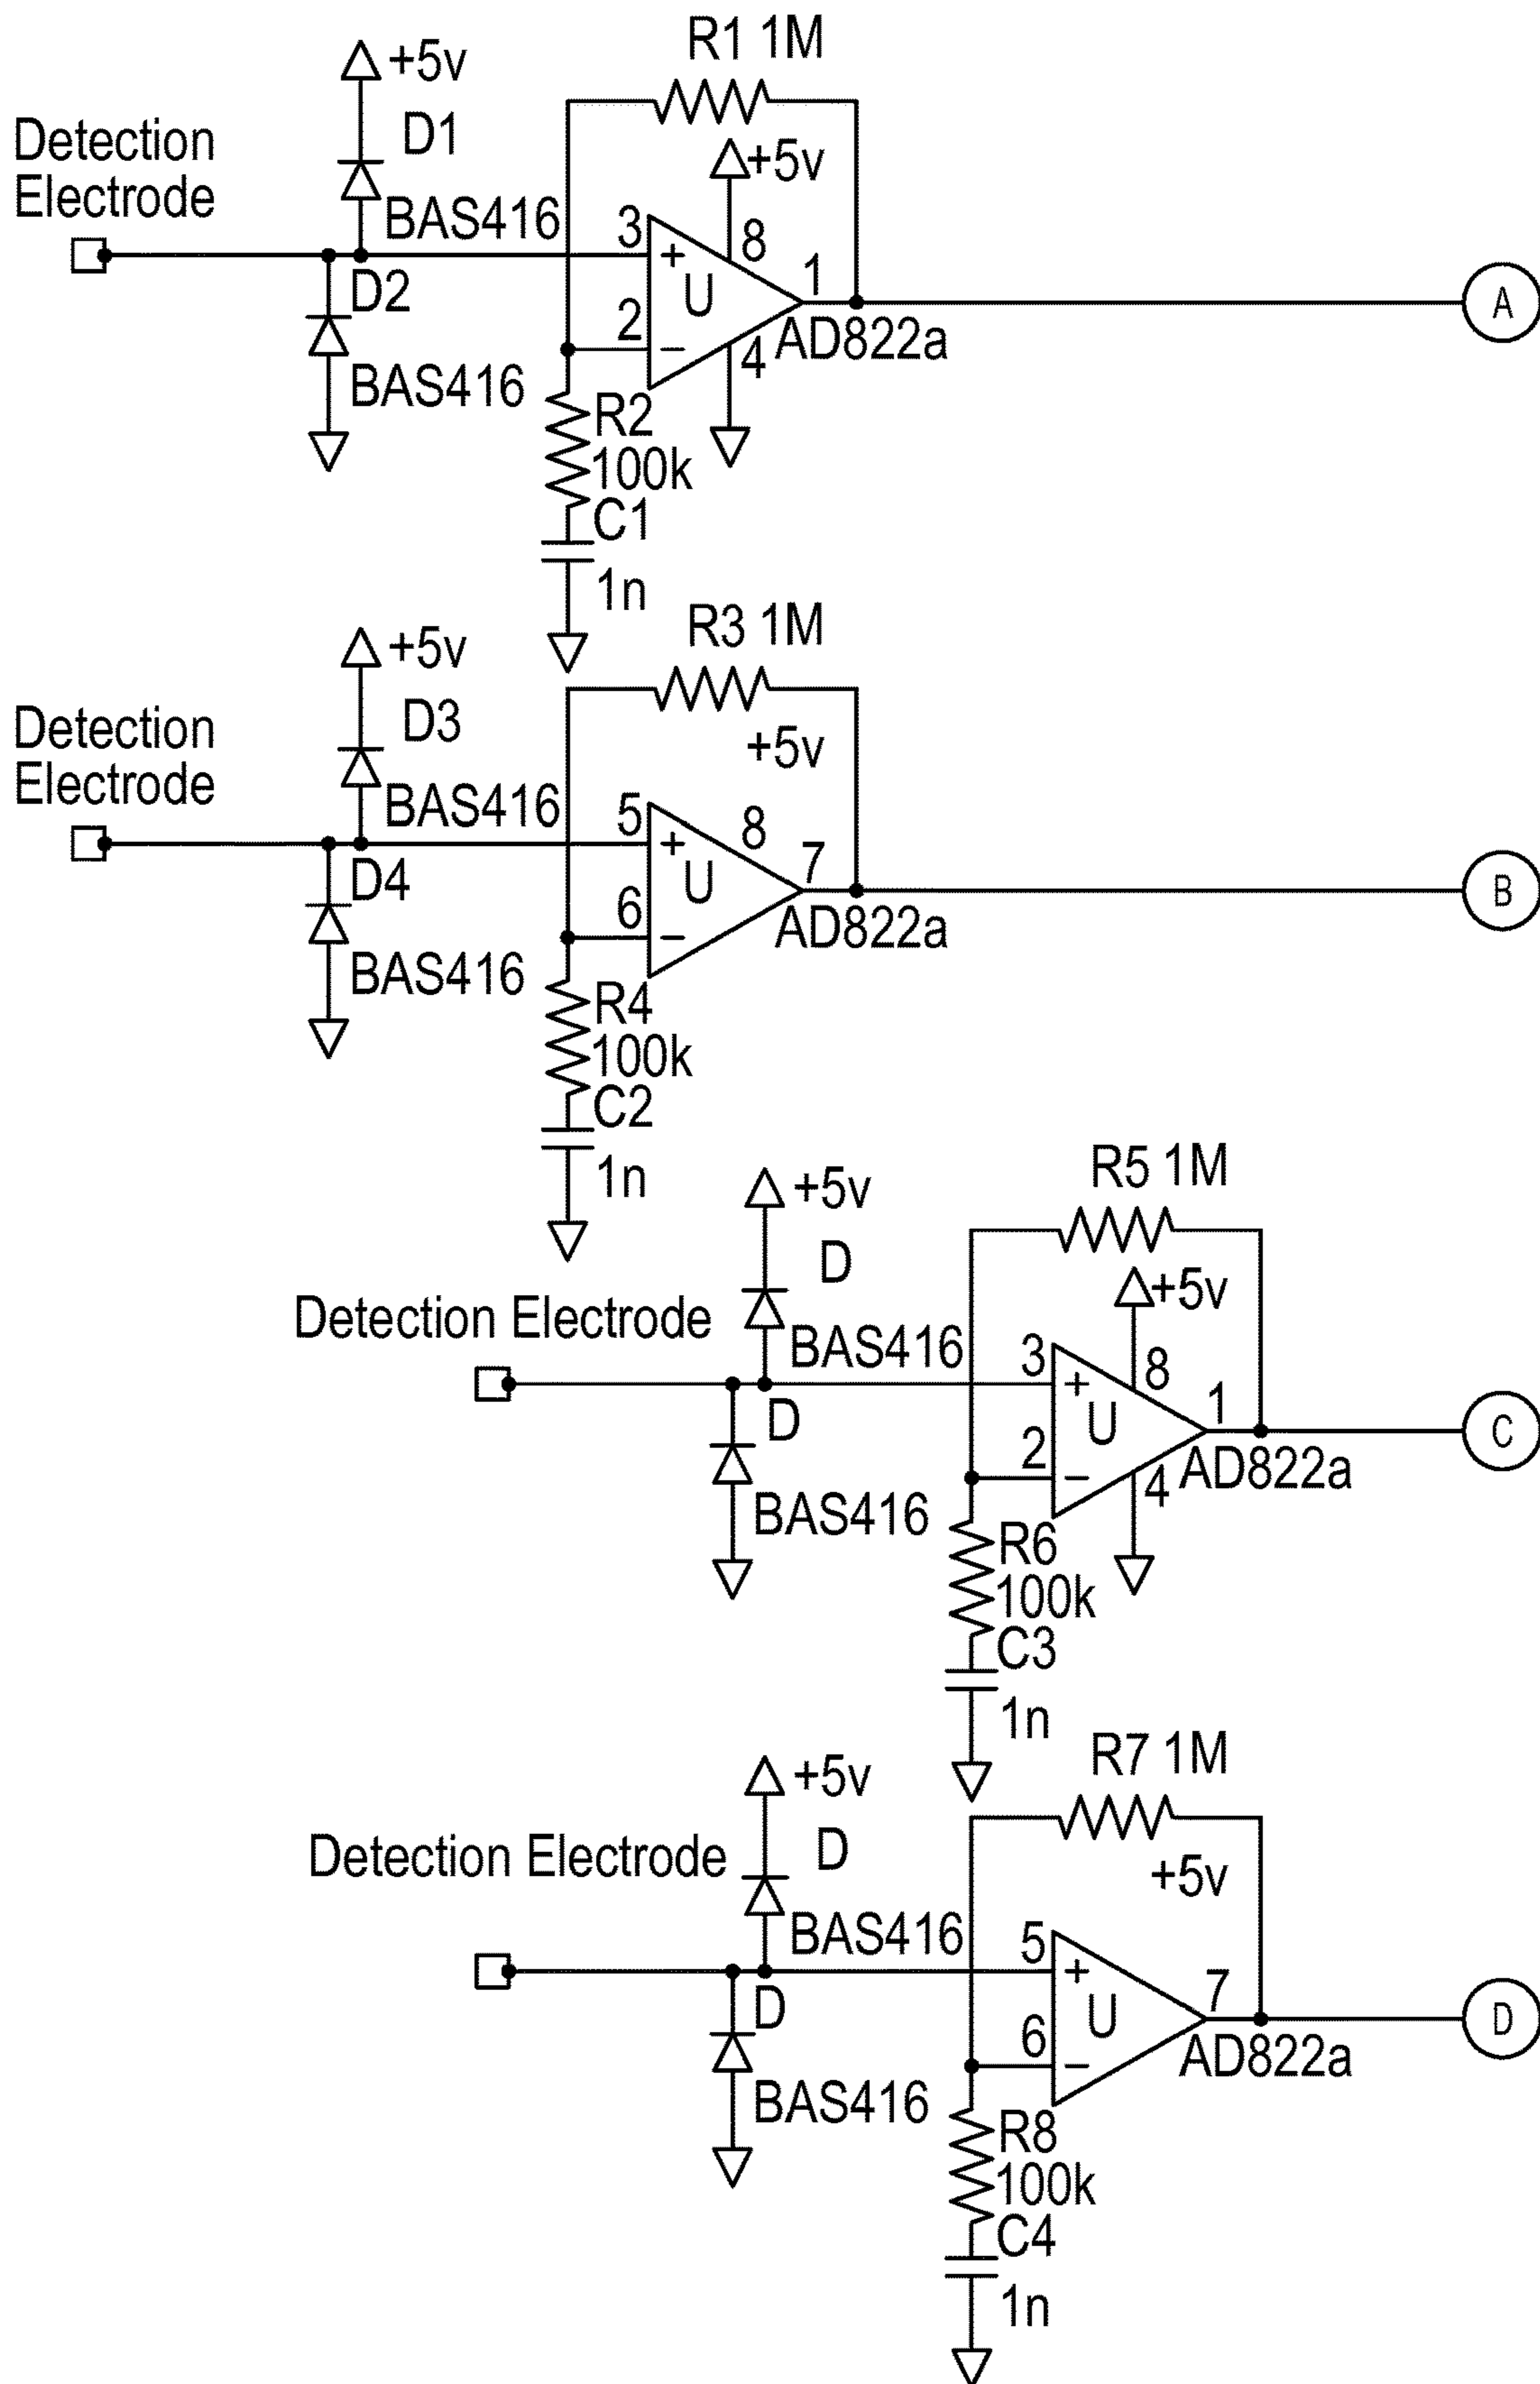 R1 1M
+5v
D1
Detection
Electrode
+5v
BAS416
3
+
8
U
1
D2
2
−
4
AD822a
A
BAS416
R2
100k
C1
1n
R3 1M
+5v
D3
Detection
Electrode
+5v
BAS416
5
+
8
U
7
D4
6
−
AD822a
B
BAS416
R4
100k
C2
1n
R5 1M
+5v
D
+5v
Detection Electrode
BAS416
3
+
8
U
1
D
2
−
4
AD822a
C
BAS416
R6
100k
C3
1n
R7 1M
+5v
D
+5v
Detection Electrode
BAS416
5
+
U
7
D
6
−
AD822a
D
BAS416
R8
100k
C4
1n